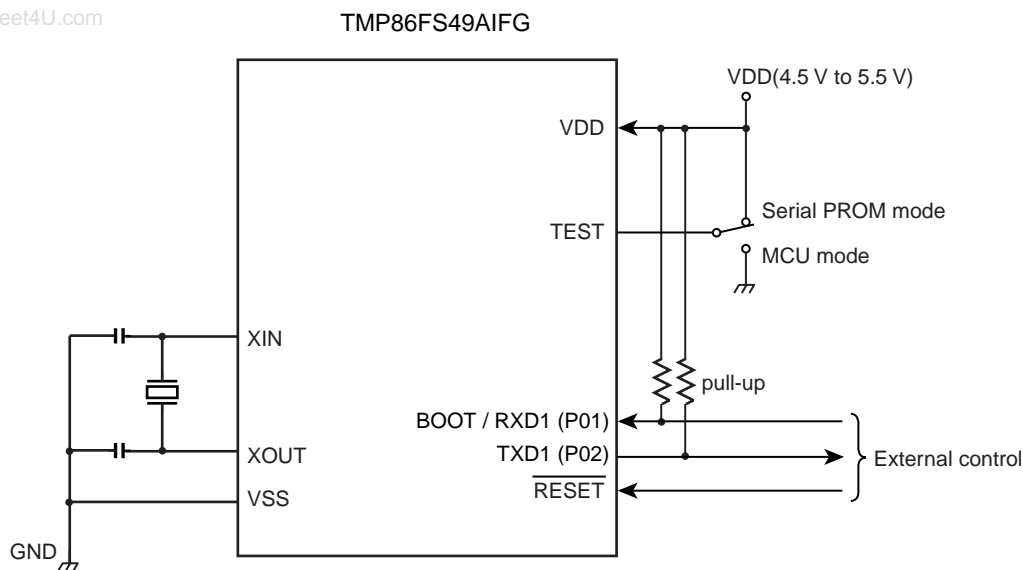 eet4U.com
TMP86FS49AIFG
VDD(4.5 V to 5.5 V)
VDD
Serial PROM mode
TEST
MCU mode
XIN
pull-up
BOOT / RXD1 (P01)
XOUT
TXD1 (P02)
External control
RESET
VSS
GND